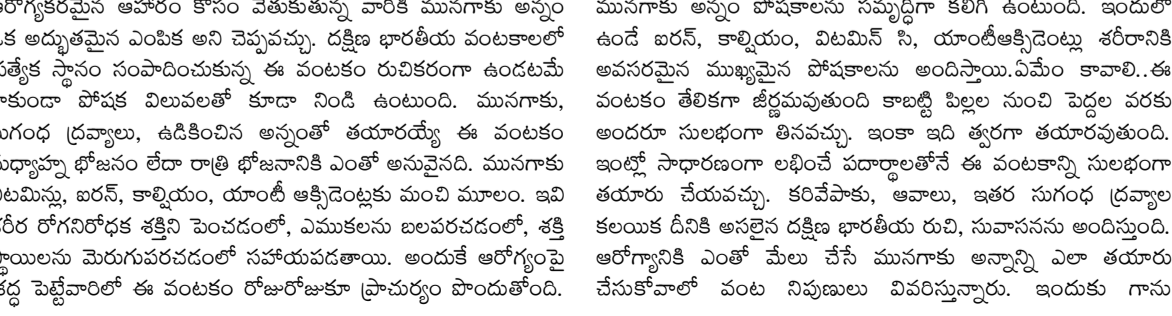 ఆరోగ్యకరమైన ఆహారం కోసం వెతుకుతున్న వారికి మునగాకు అన్నం
ఒక అద్భుతమైన ఎంపిక అని చెప్పవచ్చు. దక్షిణ భారతీయ వంటకాలలో
ప్రత్యేక స్థానం సంపాదించుకున్న ఈ వంటకం రుచికరంగా ఉండటమే
కాకుండా పోషక విలువలతో కూడా నిండి ఉంటుంది. మునగాకు,
సుగంధ ద్రవ్యాలు, ఉడికించిన అన్నంతో తయారయ్యే ఈ వంటకం
మధ్యాహ్న భోజనం లేదా రాత్రి భోజనానికి ఎంతో అనువైనది. మునగాకు
విటమిన్లు, ఐరన్, కాల్షియం, యాంటీ ఆక్సిడెంట్లకు మంచి మూలం. ఇవి
శరీర రోగనిరోధక శక్తిని పెంచడంలో, ఎముకలను బలపరచడంలో, శక్తి
స్థాయిలను మెరుగుపరచడంలో సహాయపడతాయి. అందుకే ఆరోగ్యంపై
శ్రద్ధ పెట్టేవారిలో ఈ వంటకం రోజురోజుకూ ప్రాచుర్యం పొందుతోంది.
మునగాకు అన్నం పోషకాలను సమృద్ధిగా కలిగి ఉంటుంది. ఇందులో
ఉండే ఐరన్, కాల్షియం, విటమిన్ సి, యాంటీఆక్సిడెంట్లు శరీరానికి
అవసరమైన ముఖ్యమైన పోషకాలను అందిస్తాయి.ఏమేం కావాలి..ఈ
వంటకం తేలికగా జీర్ణమవుతుంది కాబట్టి పిల్లల నుంచి పెద్దల వరకు
అందరూ సులభంగా తినవచ్చు. ఇంకా ఇది త్వరగా తయారవుతుంది.
ఇంట్లో సాధారణంగా లభించే పదార్థాలతోనే ఈ వంటకాన్ని సులభంగా
తయారు చేయవచ్చు. కరివేపాకు, ఆవాలు, ఇతర సుగంధ ద్రవ్యాల
కలయిక దీనికి అసలైన దక్షిణ భారతీయ రుచి, సువాసనను అందిస్తుంది.
ఆరోగ్యానికి ఎంతో మేలు చేసే మునగాకు అన్నాన్ని ఎలా తయారు
చేసుకోవాలో వంట నిపుణులు వివరిస్తున్నారు. ఇందుకు గాను